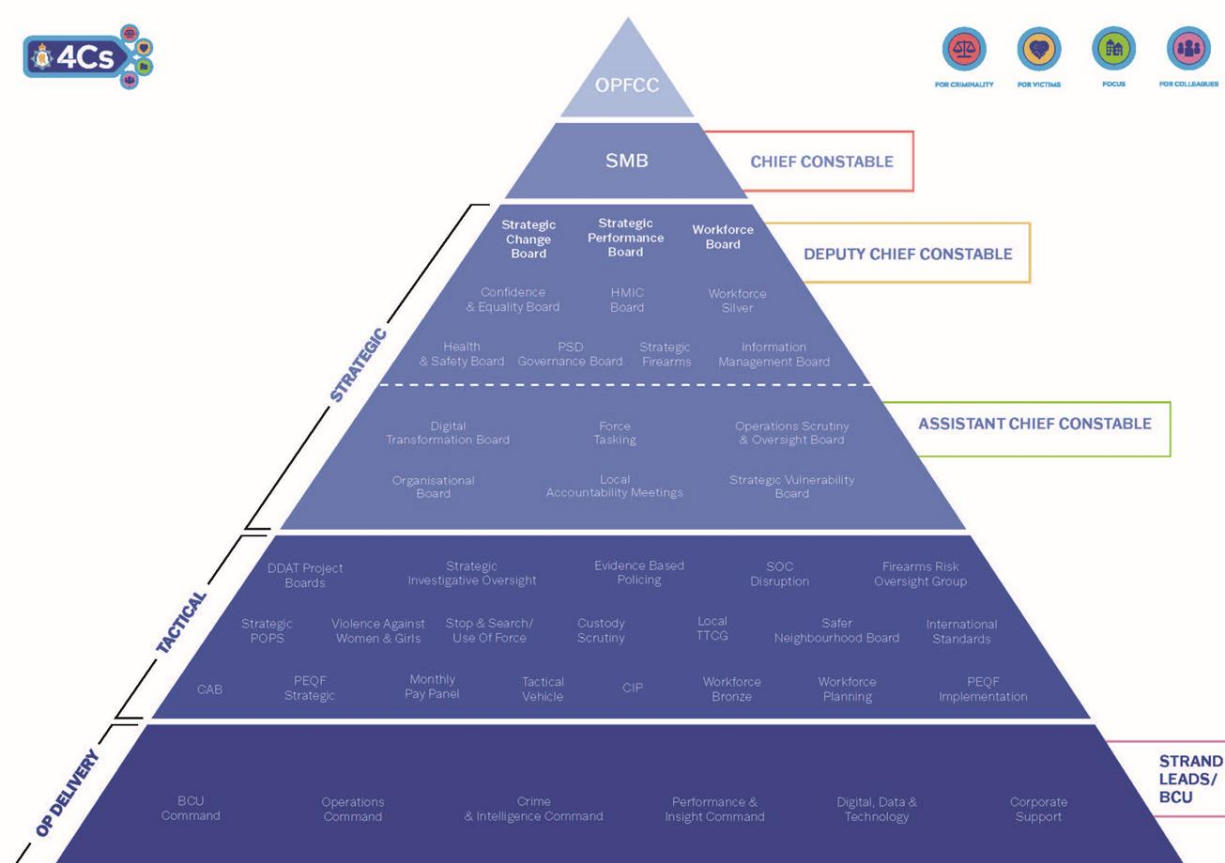 4Cs
FOR CRIMINALITY
FOR VICTIMS
FOCUS
FOR COLLEAGUES
OPFCC
SMB
CHIEF CONSTABLE
STRATEGIC
Strategic
Change
Board
Strategic
Performance
Board
Workforce
Board
DEPUTY CHIEF CONSTABLE
Confidence
& Equality Board
HMIC
Board
Workforce
Silver
Health
& Safety Board
PSD
Governance Board
Strategic
Firearms
Information
Management Board
ASSISTANT CHIEF CONSTABLE
Digital
Transformation Board
Force
Tasking
Operations Scrutiny
& Oversight Board
Organisational
Board
Local
Accountability Meetings
Strategic Vulnerability
Board
TACTICAL
DDAT Project
Boards
Strategic
Investigative Oversight
Evidence Based
Policing
SOC
Disruption
Firearms Risk
Oversight Group
Strategic
POPS
Violence Against
Women & Girls
Stop & Search/
Use Of Force
Custody
Scrutiny
Local
TTCG
Safer
Neighbourhood Board
International
Standards
CAB
PEQF
Strategic
Monthly
Pay Panel
Tactical
Vehicle
CIP
Workforce
Bronze
Workforce
Planning
PEQF
Implementation
OP DELIVERY
STRAND
LEADS/
BCU
BCU
Command
Operations
Command
Crime
& Intelligence Command
Performance &
Insight Command
Digital, Data &
Technology
Corporate
Support